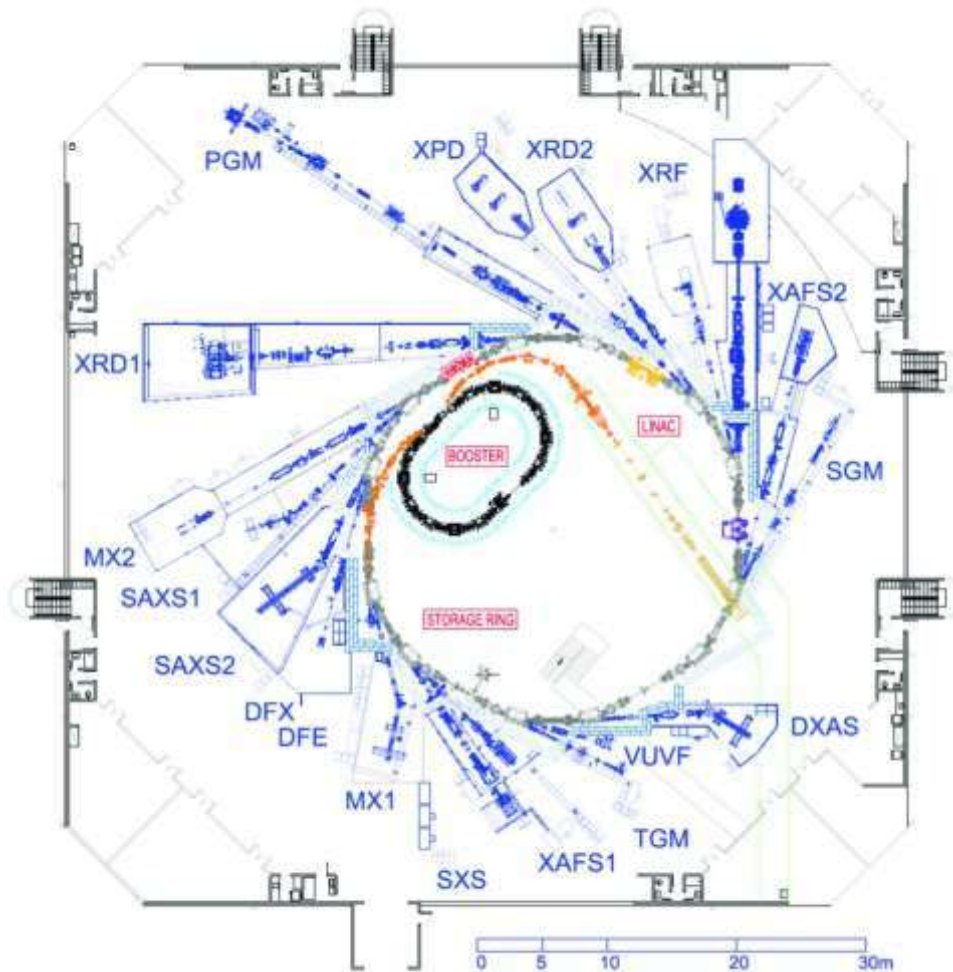 PGM
XPD
XRD2
XRF
XAFS2
XRD1
LINAC
BOOSTER
SGM
MX2
SAXS1
STORAGE RING
SAXS2
DFX
DFE
DXAS
VUVF
MX1
TGM
XAFS1
SXS
0 5 10 20 30m